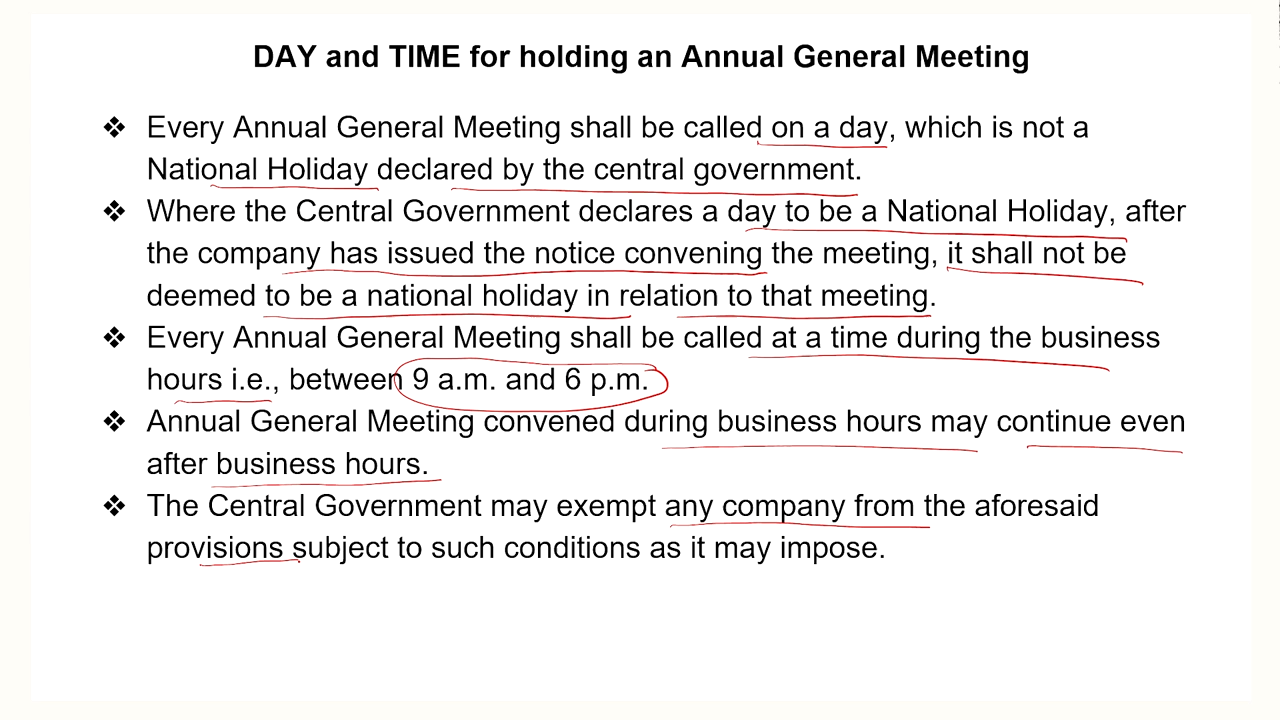 DAY and TIME for holding an Annual General Meeting
❖ Every Annual General Meeting shall be called on a day, which is not a
National Holiday declared by the central government.
❖ Where the Central Government declares a day to be a National Holiday, after
the company has issued the notice convening the meeting, it shall not be
deemed to be a national holiday in relation to that meeting.
❖ Every Annual General Meeting shall be called at a time during the business
hours i.e., between 9 a.m. and 6 p.m.
❖ Annual General Meeting convened during business hours may continue even
after business hours.
❖ The Central Government may exempt any company from the aforesaid
provisions subject to such conditions as it may impose.